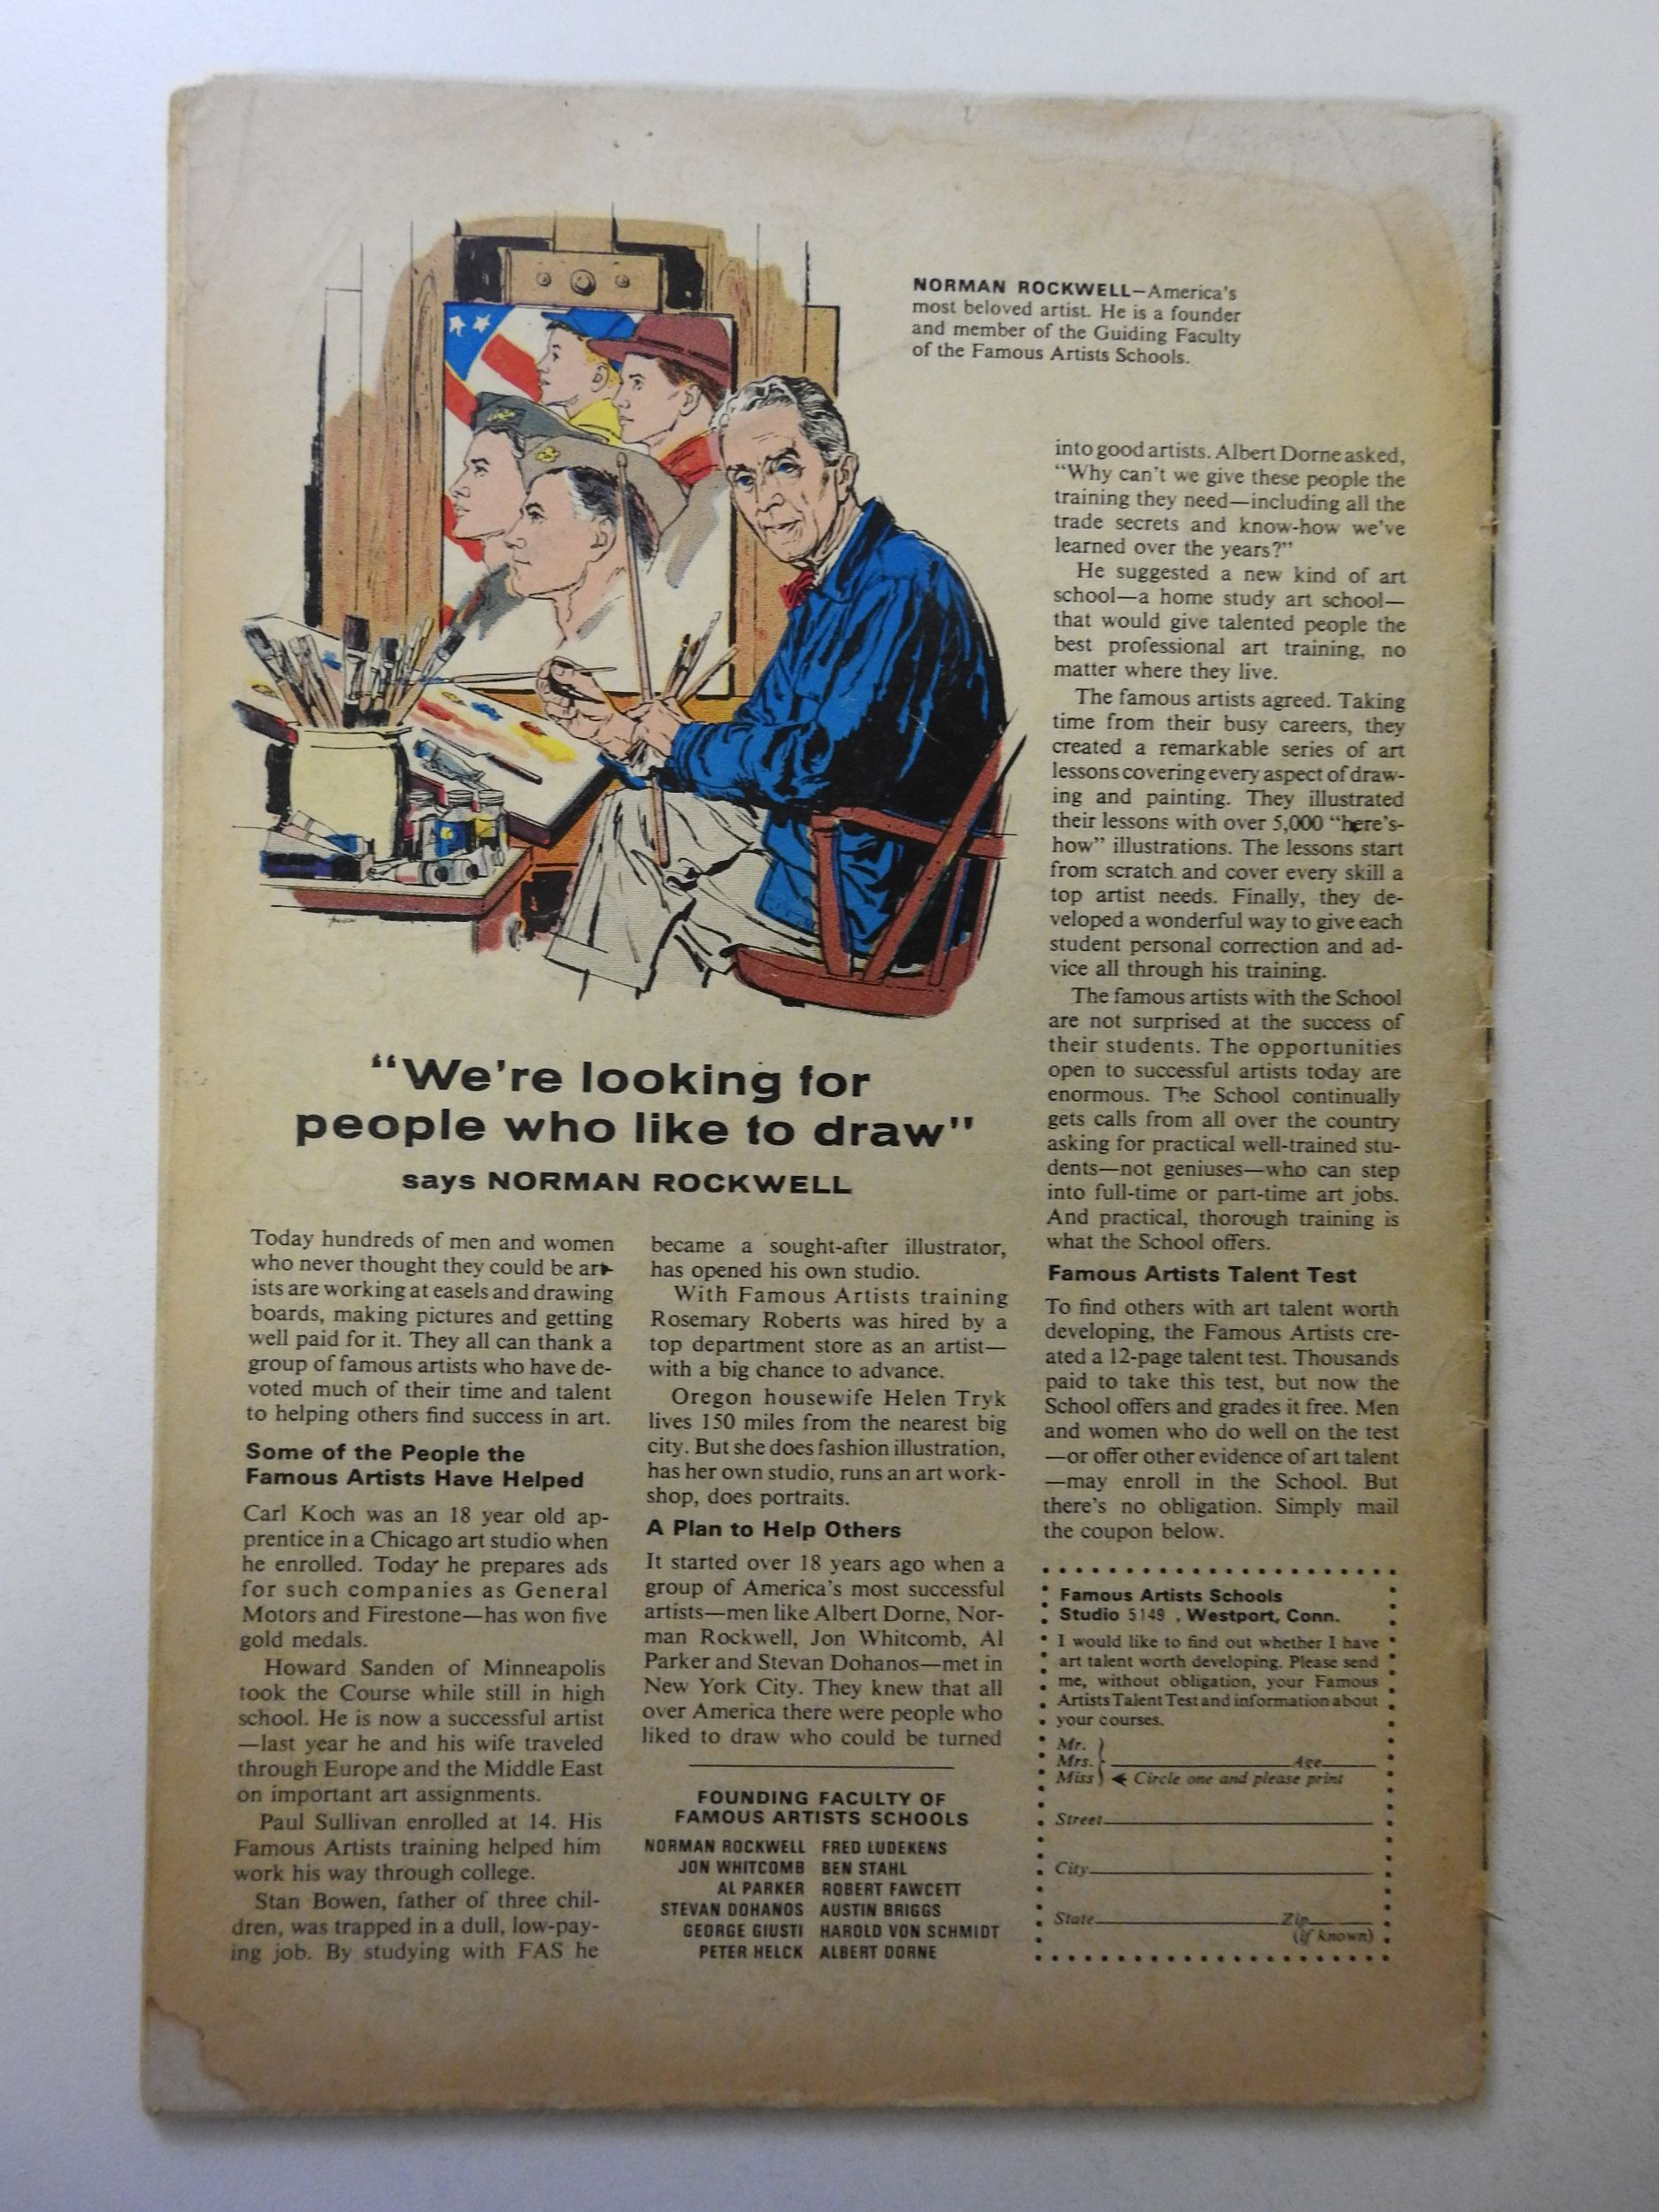 NORMAN ROCKWELL—America's
most beloved artist. He is a founder
and member of the Guiding Faculty
of the Famous Artists Schools.
"We're looking for
people who like to draw"
says NORMAN ROCKWELL
Today hundreds of men and women
who never thought they could be art-
ists are working at easels and drawing
boards, making pictures and getting
well paid for it. They all can thank a
group of famous artists who have de-
voted much of their time and talent
to helping others find success in art.
Some of the People the
Famous Artists Have Helped
Carl Koch was an 18 year old ap-
prentice in a Chicago art studio when
he enrolled. Today he prepares ads
for such companies as General
Motors and Firestone—has won five
gold medals.
Howard Sanden of Minneapolis
took the Course while still in high
school. He is now a successful artist
—last year he and his wife traveled
through Europe and the Middle East
on important art assignments.
Paul Sullivan enrolled at 14. His
Famous Artists training helped him
work his way through college.
Stan Bowen, father of three chil-
dren, was trapped in a dull, low-pay-
ing job. By studying with FAS he
became a sought-after illustrator,
has opened his own studio.
With Famous Artists training
Rosemary Roberts was hired by a
top department store as an artist—
with a big chance to advance.
Oregon housewife Helen Tryk
lives 150 miles from the nearest big
city. But she does fashion illustration,
has her own studio, runs an art work-
shop, does portraits.
A Plan to Help Others
It started over 18 years ago when a
group of America's most successful
artists—men like Albert Dorne, Nor-
man Rockwell, Jon Whitcomb, Al
Parker and Stevan Dohanos—met in
New York City. They knew that all
over America there were people who
liked to draw who could be turned
FOUNDING FACULTY OF
FAMOUS ARTISTS SCHOOLS
NORMAN ROCKWELL FRED LUDEKENS
JON WHITCOMB BEN STAHL
AL PARKER ROBERT FAWCETT
STEVAN DOHANOS AUSTIN BRIGGS
GEORGE GIUSTI HAROLD VON SCHMIDT
PETER HELCK ALBERT DORNE
into good artists. Albert Dorne asked,
"Why can't we give these people the
training they need—including all the
trade secrets and know-how we've
learned over the years?"
He suggested a new kind of art
school—a home study art school—
that would give talented people the
best professional art training, no
matter where they live.
The famous artists agreed. Taking
time from their busy careers, they
created a remarkable series of art
lessons covering every aspect of draw-
ing and painting. They illustrated
their lessons with over 5,000 "here's-
how" illustrations. The lessons start
from scratch and cover every skill a
top artist needs. Finally, they de-
veloped a wonderful way to give each
student personal correction and ad-
vice all through his training.
The famous artists with the School
are not surprised at the success of
their students. The opportunities
open to successful artists today are
enormous. The School continually
gets calls from all over the country
asking for practical well-trained stu-
dents—not geniuses—who can step
into full-time or part-time art jobs.
And practical, thorough training is
what the School offers.
Famous Artists Talent Test
To find others with art talent worth
developing, the Famous Artists cre-
ated a 12-page talent test. Thousands
paid to take this test, but now the
School offers and grades it free. Men
and women who do well on the test
—or offer other evidence of art talent
—may enroll in the School. But
there's no obligation. Simply mail
the coupon below.
Famous Artists Schools
Studio 5149 , Westport, Conn.
I would like to find out whether I have
art talent worth developing. Please send
me, without obligation, your Famous
Artists Talent Test and information about
your courses.
Mr.
Mrs. Age
Miss Circle one and please print
Street
City
State Zip
(if known)